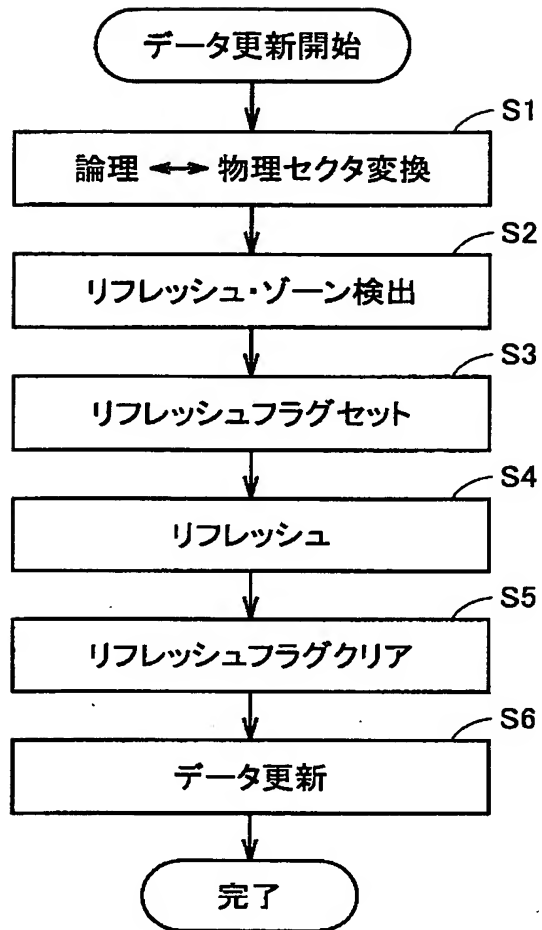 データ更新開始
S1
論理 ↔ 物理セクタ変換
S2
リフレッシュ・ゾーン検出
S3
リフレッシュフラグセット
S4
リフレッシュ
S5
リフレッシュフラグクリア
S6
データ更新
完了